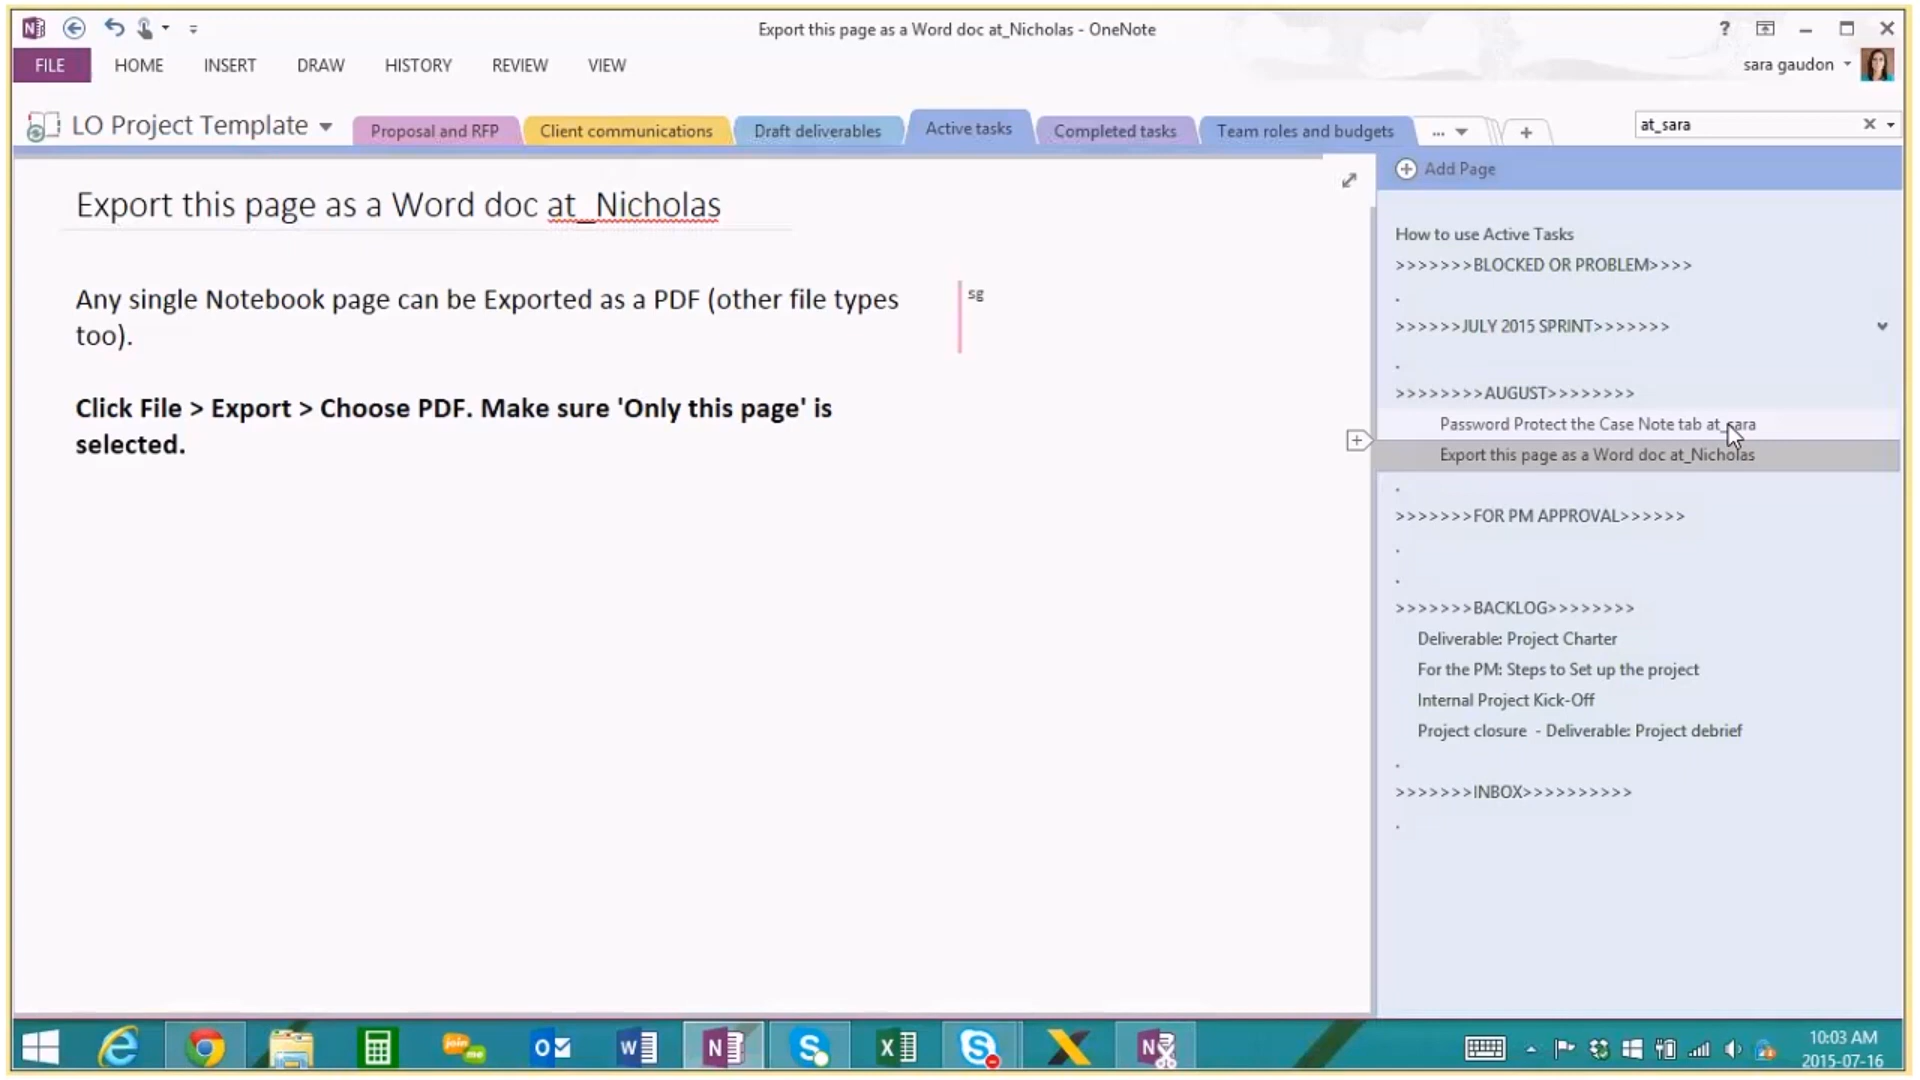 Export this page as a Word doc at_Nicholas - OneNote
?
FILE
HOME
INSERT
DRAW
HISTORY
REVIEW
VIEW
sara gaudon
LO Project Template
Proposal and RFP
Client communications
Draft deliverables
Active tasks
Completed tasks
Team roles and budgets
...
at_sara
Add Page
Export this page as a Word doc at_Nicholas
Any single Notebook page can be Exported as a PDF (other file types
too).
sg
Click File > Export > Choose PDF. Make sure 'Only this page' is
selected.
How to use Active Tasks
>>>>>>>BLOCKED OR PROBLEM>>>>
.
>>>>>>JULY 2015 SPRINT>>>>>>>
.
>>>>>>>>AUGUST>>>>>>>>
Password Protect the Case Note tab at_sara
Export this page as a Word doc at_Nicholas
.
>>>>>>>FOR PM APPROVAL>>>>>>
.
.
>>>>>>>BACKLOG>>>>>>>>
Deliverable: Project Charter
For the PM: Steps to Set up the project
Internal Project Kick-Off
Project closure - Deliverable: Project debrief
.
>>>>>>>INBOX>>>>>>>>>>
.
join
me
10:03 AM
2015-07-16